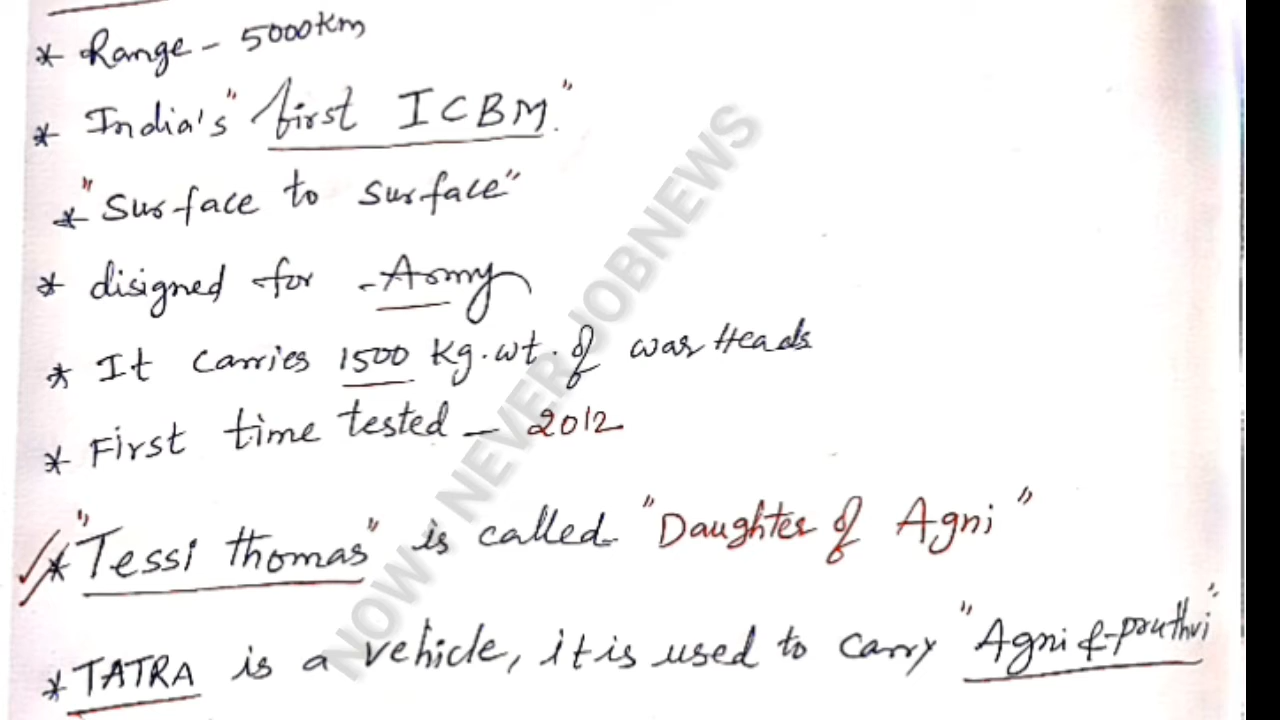 * Range - 5000km
* India's "first ICBM".
* "Surface to surface"
* disigned for - Army
* It carries 1500 kg.wt. of war Heads
* First time tested - 2012
* "Tessi thomas" is called "Daughter of Agni"
* TATRA is a vehicle, it is used to carry "Agni & pruthvi"
NOW R NEVER JOBNEWS